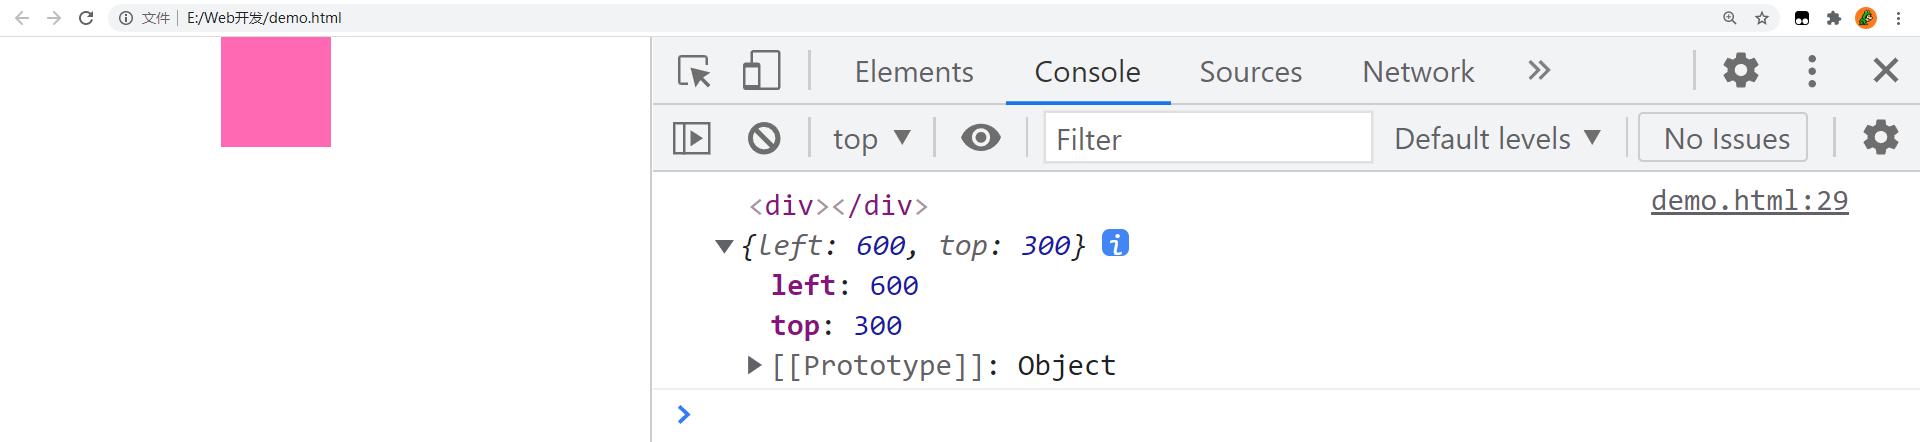 文件 E:/Web开发/demo.html
Elements Console Sources Network
top Filter Default levels No Issues
<div></div> demo.html:29
{left: 600, top: 300} i
left: 600
top: 300
[[Prototype]]: Object